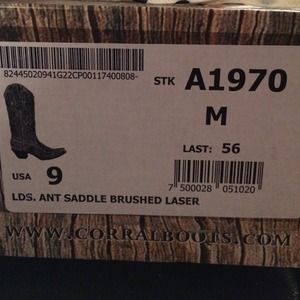 82445020941G22CP00117400808-
STK A1970
M
LAST: 56
USA 9
7 500028 051020
LDS. ANT SADDLE BRUSHED LASER
WWW.CORRALBOOTS.COM